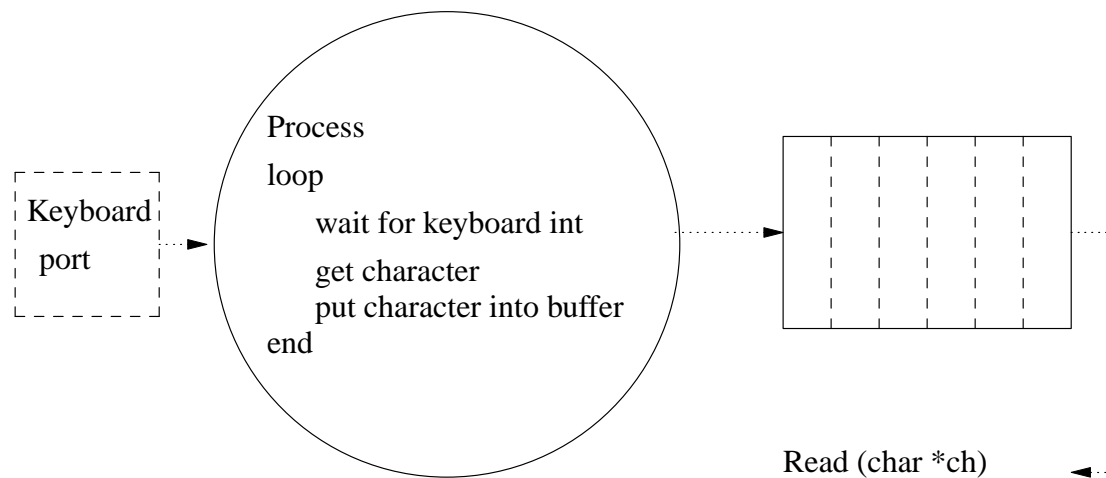 Keyboard
port
Process
loop
wait for keyboard int
get character
put character into buffer
end
Read (char *ch)